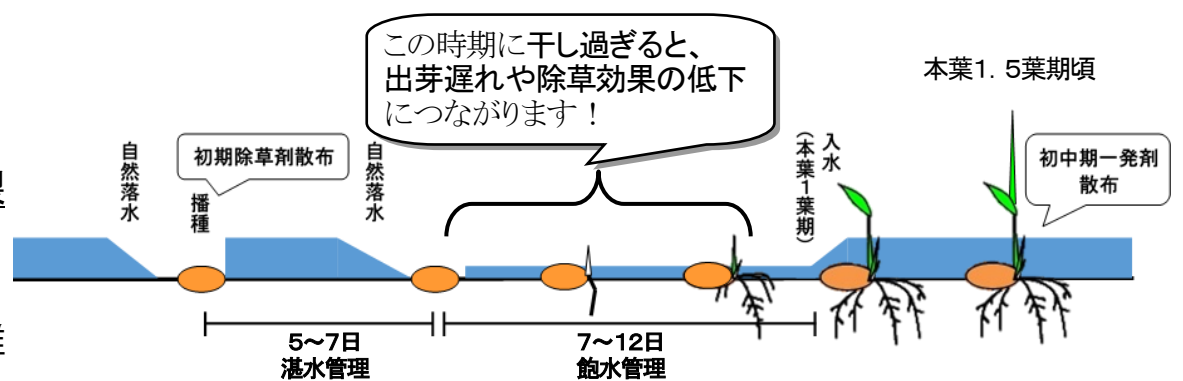 この時期に干し過ぎると、
出芽遅れや除草効果の低下
につながります！
本葉1．5葉期頃
自然落水
播種
初期除草剤散布
自然落水
入水
（本葉1葉期）
初中期一発剤
散布
5～7日
湛水管理
7～12日
飽水管理